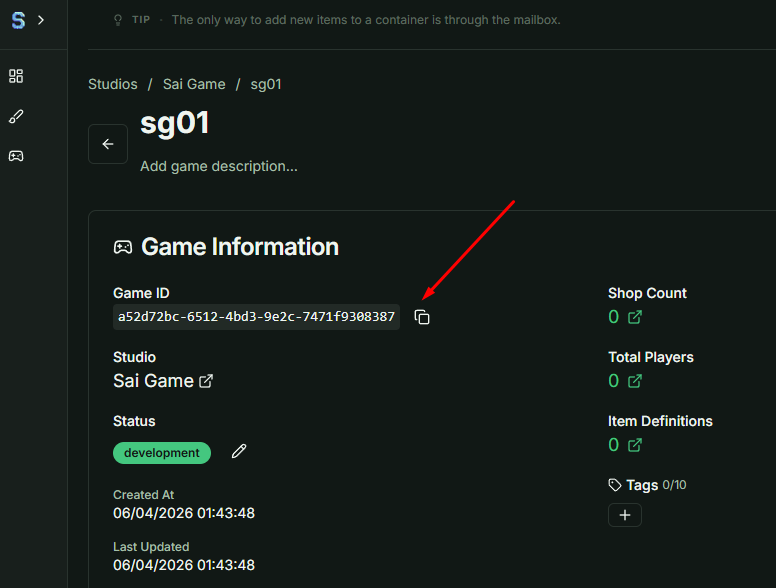 S
TIP · The only way to add new items to a container is through the mailbox.
Studios / Sai Game / sg01
sg01
Add game description...
Game Information
Game ID
a52d72bc-6512-4bd3-9e2c-7471f9308387
Studio
Sai Game
Status
development
Created At
06/04/2026 01:43:48
Last Updated
06/04/2026 01:43:48
Shop Count
0
Total Players
0
Item Definitions
0
Tags 0/10